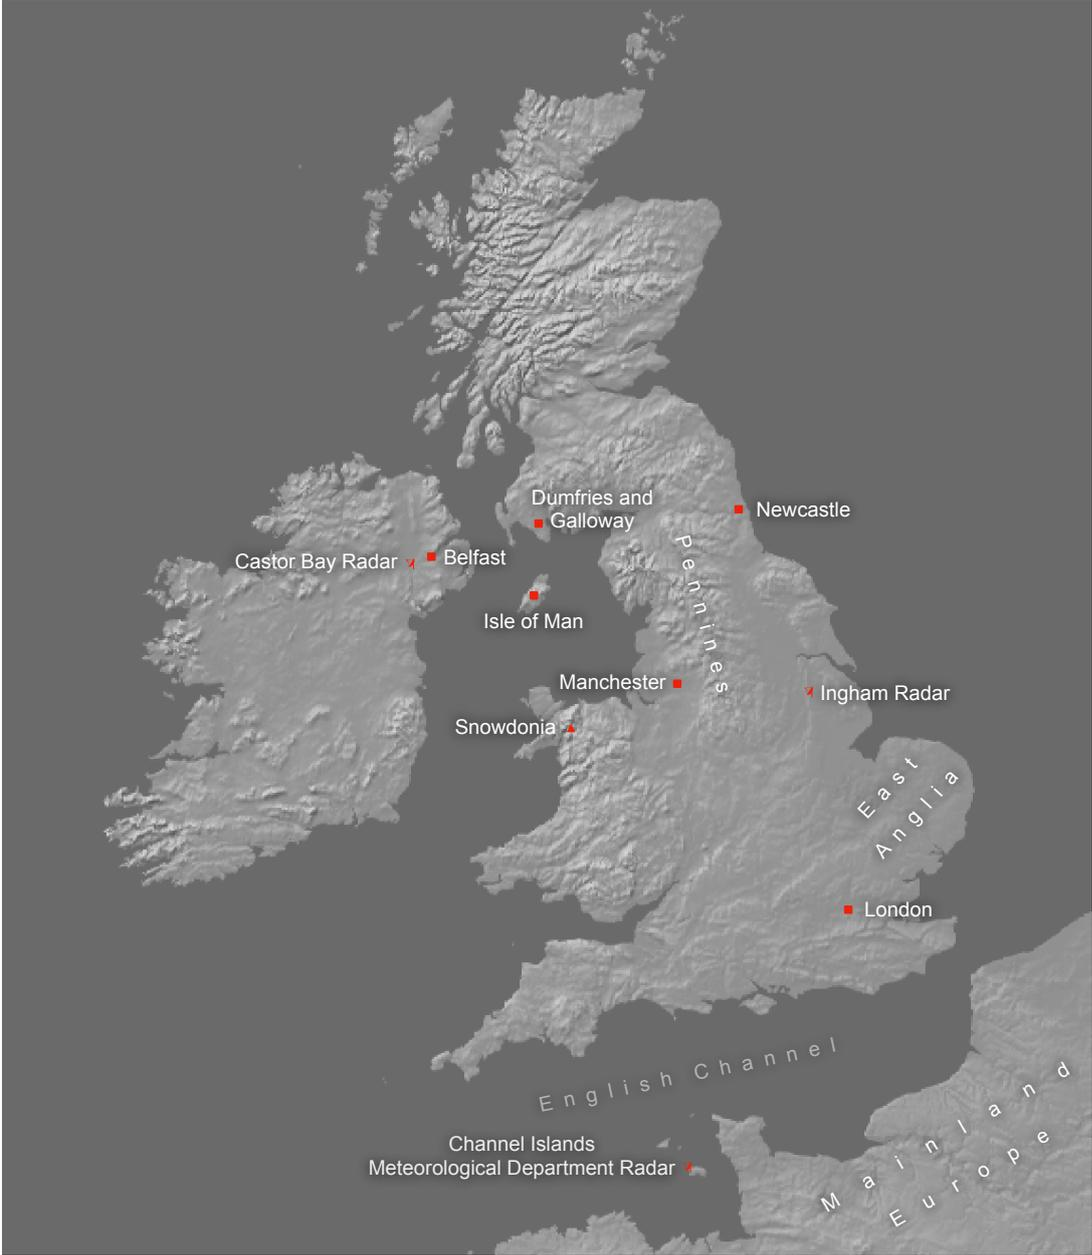 Dumfries and
Galloway
Newcastle
Castor Bay Radar
Belfast
Pennines
Isle of Man
Manchester
Ingham Radar
Snowdonia
East
Anglia
London
English Channel
Mainland
Europe
Channel Islands
Meteorological Department Radar